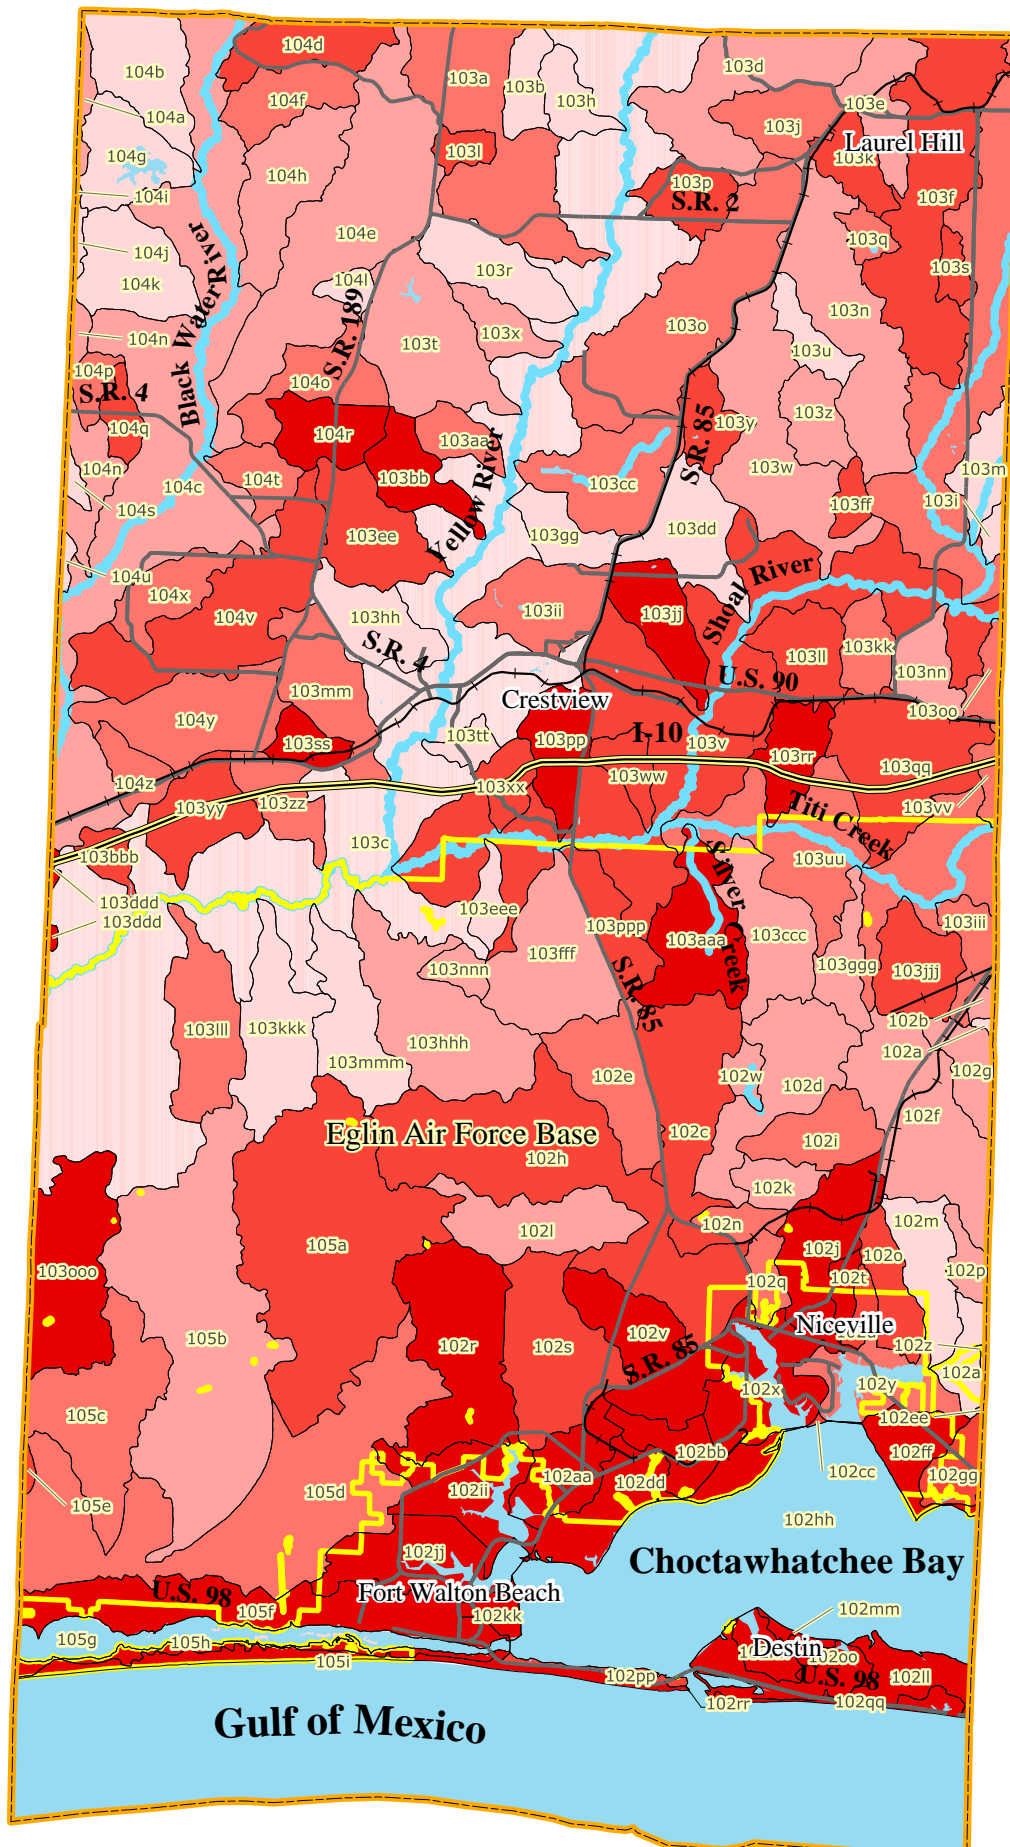 104d
103a
103b
103h
103d
104b
104f
103e
104a
103j
Laurel Hill
103k
104g
103l
104h
103p
S.R. 2
103f
104i
104e
103q
104j
103r
103s
104k
104l
Black Water River
S.R. 189
103n
103o
104n
103t
103x
103u
104p
S.R. 4
104o
103z
104q
104r
103aa
103y
S.R. 85
104n
104c
104t
103bb
Yellow River
103cc
103w
103m
104s
103ff
103i
103ee
103gg
103dd
104u
104x
104v
103hh
103ii
103jj
Shoal River
S.R. 4
103ll
103kk
103nn
103mm
U.S. 90
Crestview
103oo
104y
103ss
103tt
103pp
I-10
103v
103rr
103qq
104z
103xx
103ww
103yy
103zz
103vv
Titi Creek
103c
103bbb
103uu
Silver Creek
103ddd
103ddd
103eee
103ppp
103aaa
103ccc
103iii
103fff
103nnn
103ggg
103jjj
S.R. 85
103lll
103kkk
103hhh
102b
103mmm
102a
102e
102w
102d
102g
102f
Eglin Air Force Base
102c
102i
102h
102k
105a
102l
102n
102m
102j
102o
103ooo
102q
102t
102p
105b
102r
102s
102v
Niceville
S.R. 85
102z
102x
102y
105c
102ee
102bb
102ff
105d
102ii
102aa
102dd
102cc
102gg
105e
102hh
102jj
Choctawhatchee Bay
U.S. 98
Fort Walton Beach
105f
102kk
102mm
105g
105h
Destin
102oo
105i
102pp
U.S. 98
102ll
102rr
102qq
Gulf of Mexico